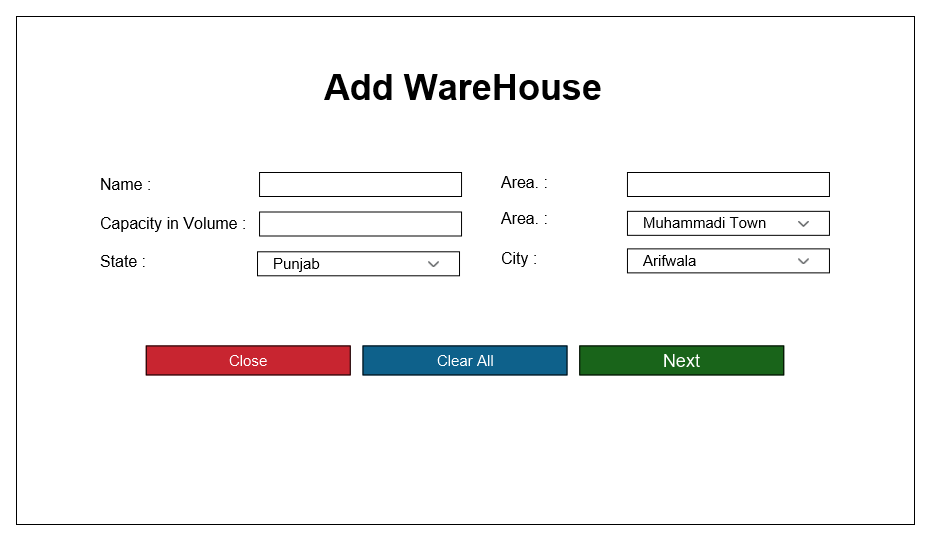 Add WareHouse
Name :
Area. :
Capacity in Volume :
Area. :
Muhammadi Town
State :
Punjab
City :
Arifwala
Close
Clear All
Next